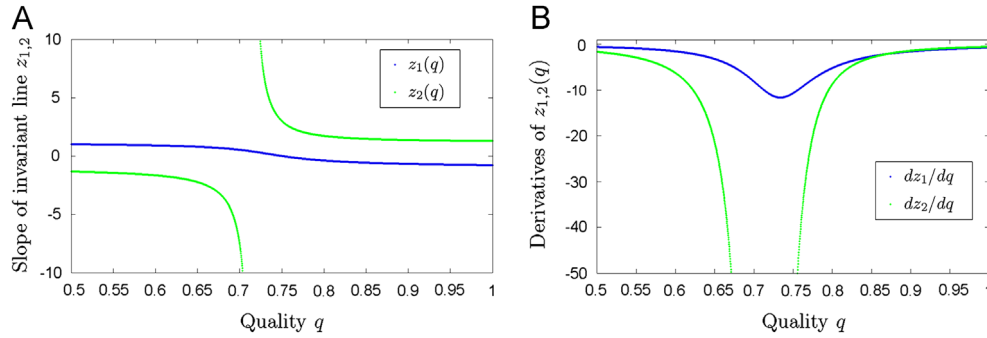 A
Slope of invariant line z1,2
10
5
0
-5
-10
z1(q)
z2(q)
0.5 0.55 0.6 0.65 0.7 0.75 0.8 0.85 0.9 0.95 1
Quality q
B
Derivatives of z1,2(q)
0
-10
-20
-30
-40
-50
dz1/dq
dz2/dq
0.5 0.55 0.6 0.65 0.7 0.75 0.8 0.85 0.9 0.95 1
Quality q